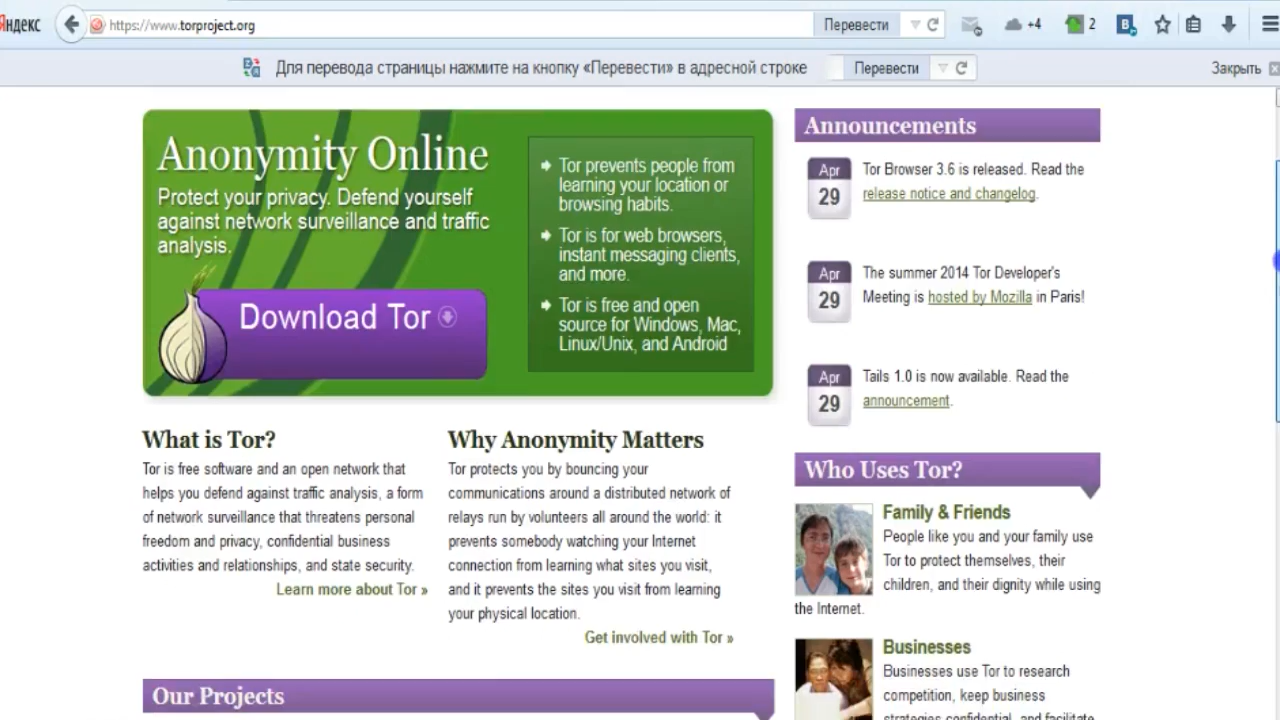 Яндекс
https://www.torproject.org
Перевести
+4
2
B
Для перевода страницы нажмите на кнопку «Перевести» в адресной строке
Перевести
Закрыть
Anonymity Online
Protect your privacy. Defend yourself
against network surveillance and traffic
analysis.
Download Tor
Tor prevents people from
learning your location or
browsing habits.
Tor is for web browsers,
instant messaging clients,
and more.
Tor is free and open
source for Windows, Mac,
Linux/Unix, and Android
What is Tor?
Tor is free software and an open network that
helps you defend against traffic analysis, a form
of network surveillance that threatens personal
freedom and privacy, confidential business
activities and relationships, and state security.
Learn more about Tor »
Why Anonymity Matters
Tor protects you by bouncing your
communications around a distributed network of
relays run by volunteers all around the world: it
prevents somebody watching your Internet
connection from learning what sites you visit,
and it prevents the sites you visit from learning
your physical location.
Get involved with Tor »
Our Projects
Announcements
Apr
29
Tor Browser 3.6 is released. Read the
release notice and changelog.
Apr
29
The summer 2014 Tor Developer's
Meeting is hosted by Mozilla in Paris!
Apr
29
Tails 1.0 is now available. Read the
announcement.
Who Uses Tor?
Family & Friends
People like you and your family use
Tor to protect themselves, their
children, and their dignity while using
the Internet.
Businesses
Businesses use Tor to research
competition, keep business
strategies confidential, and facilitate